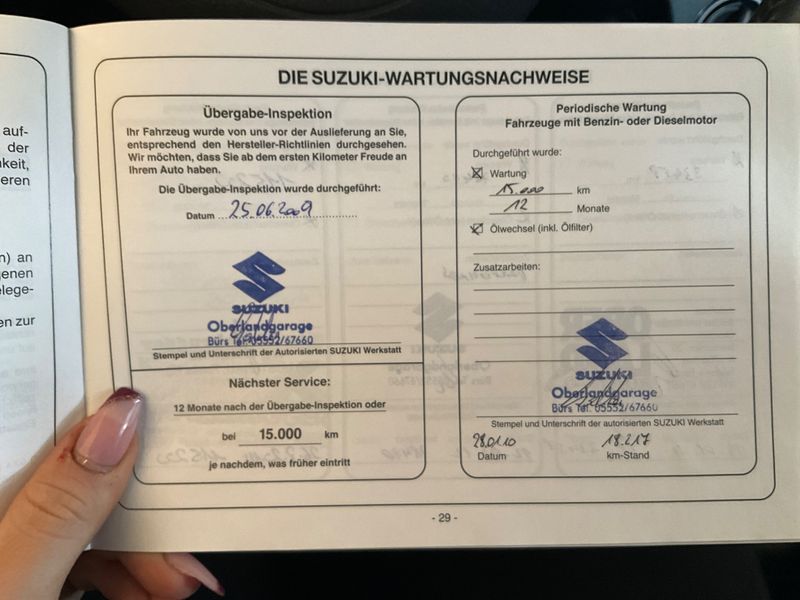 auf-
der
keit,
eren
n) an
genen
elege-
en zur
DIE SUZUKI-WARTUNGSNACHWEISE
Übergabe-Inspektion
Ihr Fahrzeug wurde von uns vor der Auslieferung an Sie,
entsprechend den Hersteller-Richtlinien durchgesehen.
Wir möchten, dass Sie ab dem ersten Kilometer Freude an
Ihrem Auto haben.
Die Übergabe-Inspektion wurde durchgeführt:
Datum 25.06.2009
SUZUKI
Oberlandgarage
Bürs Tel. 05552/67660
Stempel und Unterschrift der Autorisierten SUZUKI Werkstatt
Nächster Service:
12 Monate nach der Übergabe-Inspektion oder
bei 15.000 km
je nachdem, was früher eintritt
Periodische Wartung
Fahrzeuge mit Benzin- oder Dieselmotor
Durchgeführt wurde:
Wartung
15.000 km
12 Monate
Ölwechsel (inkl. Ölfilter)
Zusatzarbeiten:
SUZUKI
Oberlandgarage
Bürs Tel. 05552/67660
Stempel und Unterschrift der autorisierten SUZUKI Werkstatt
28.01.10 18.217
Datum km-Stand
- 29 -